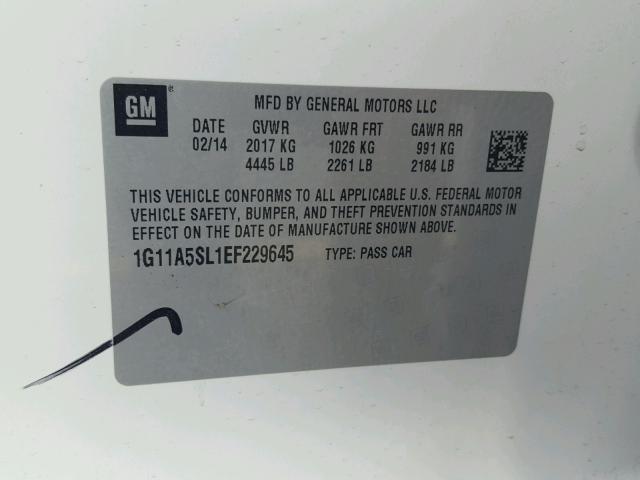 GM® MFD BY GENERAL MOTORS LLC
DATE GVWR GAWR FRT GAWR RR
02/14 2017 KG 1026 KG 991 KG
4445 LB 2261 LB 2184 LB
THIS VEHICLE CONFORMS TO ALL APPLICABLE U.S. FEDERAL MOTOR
VEHICLE SAFETY, BUMPER, AND THEFT PREVENTION STANDARDS IN
EFFECT ON THE DATE OF MANUFACTURE SHOWN ABOVE.
1G11A5SL1EF229645 TYPE: PASS CAR